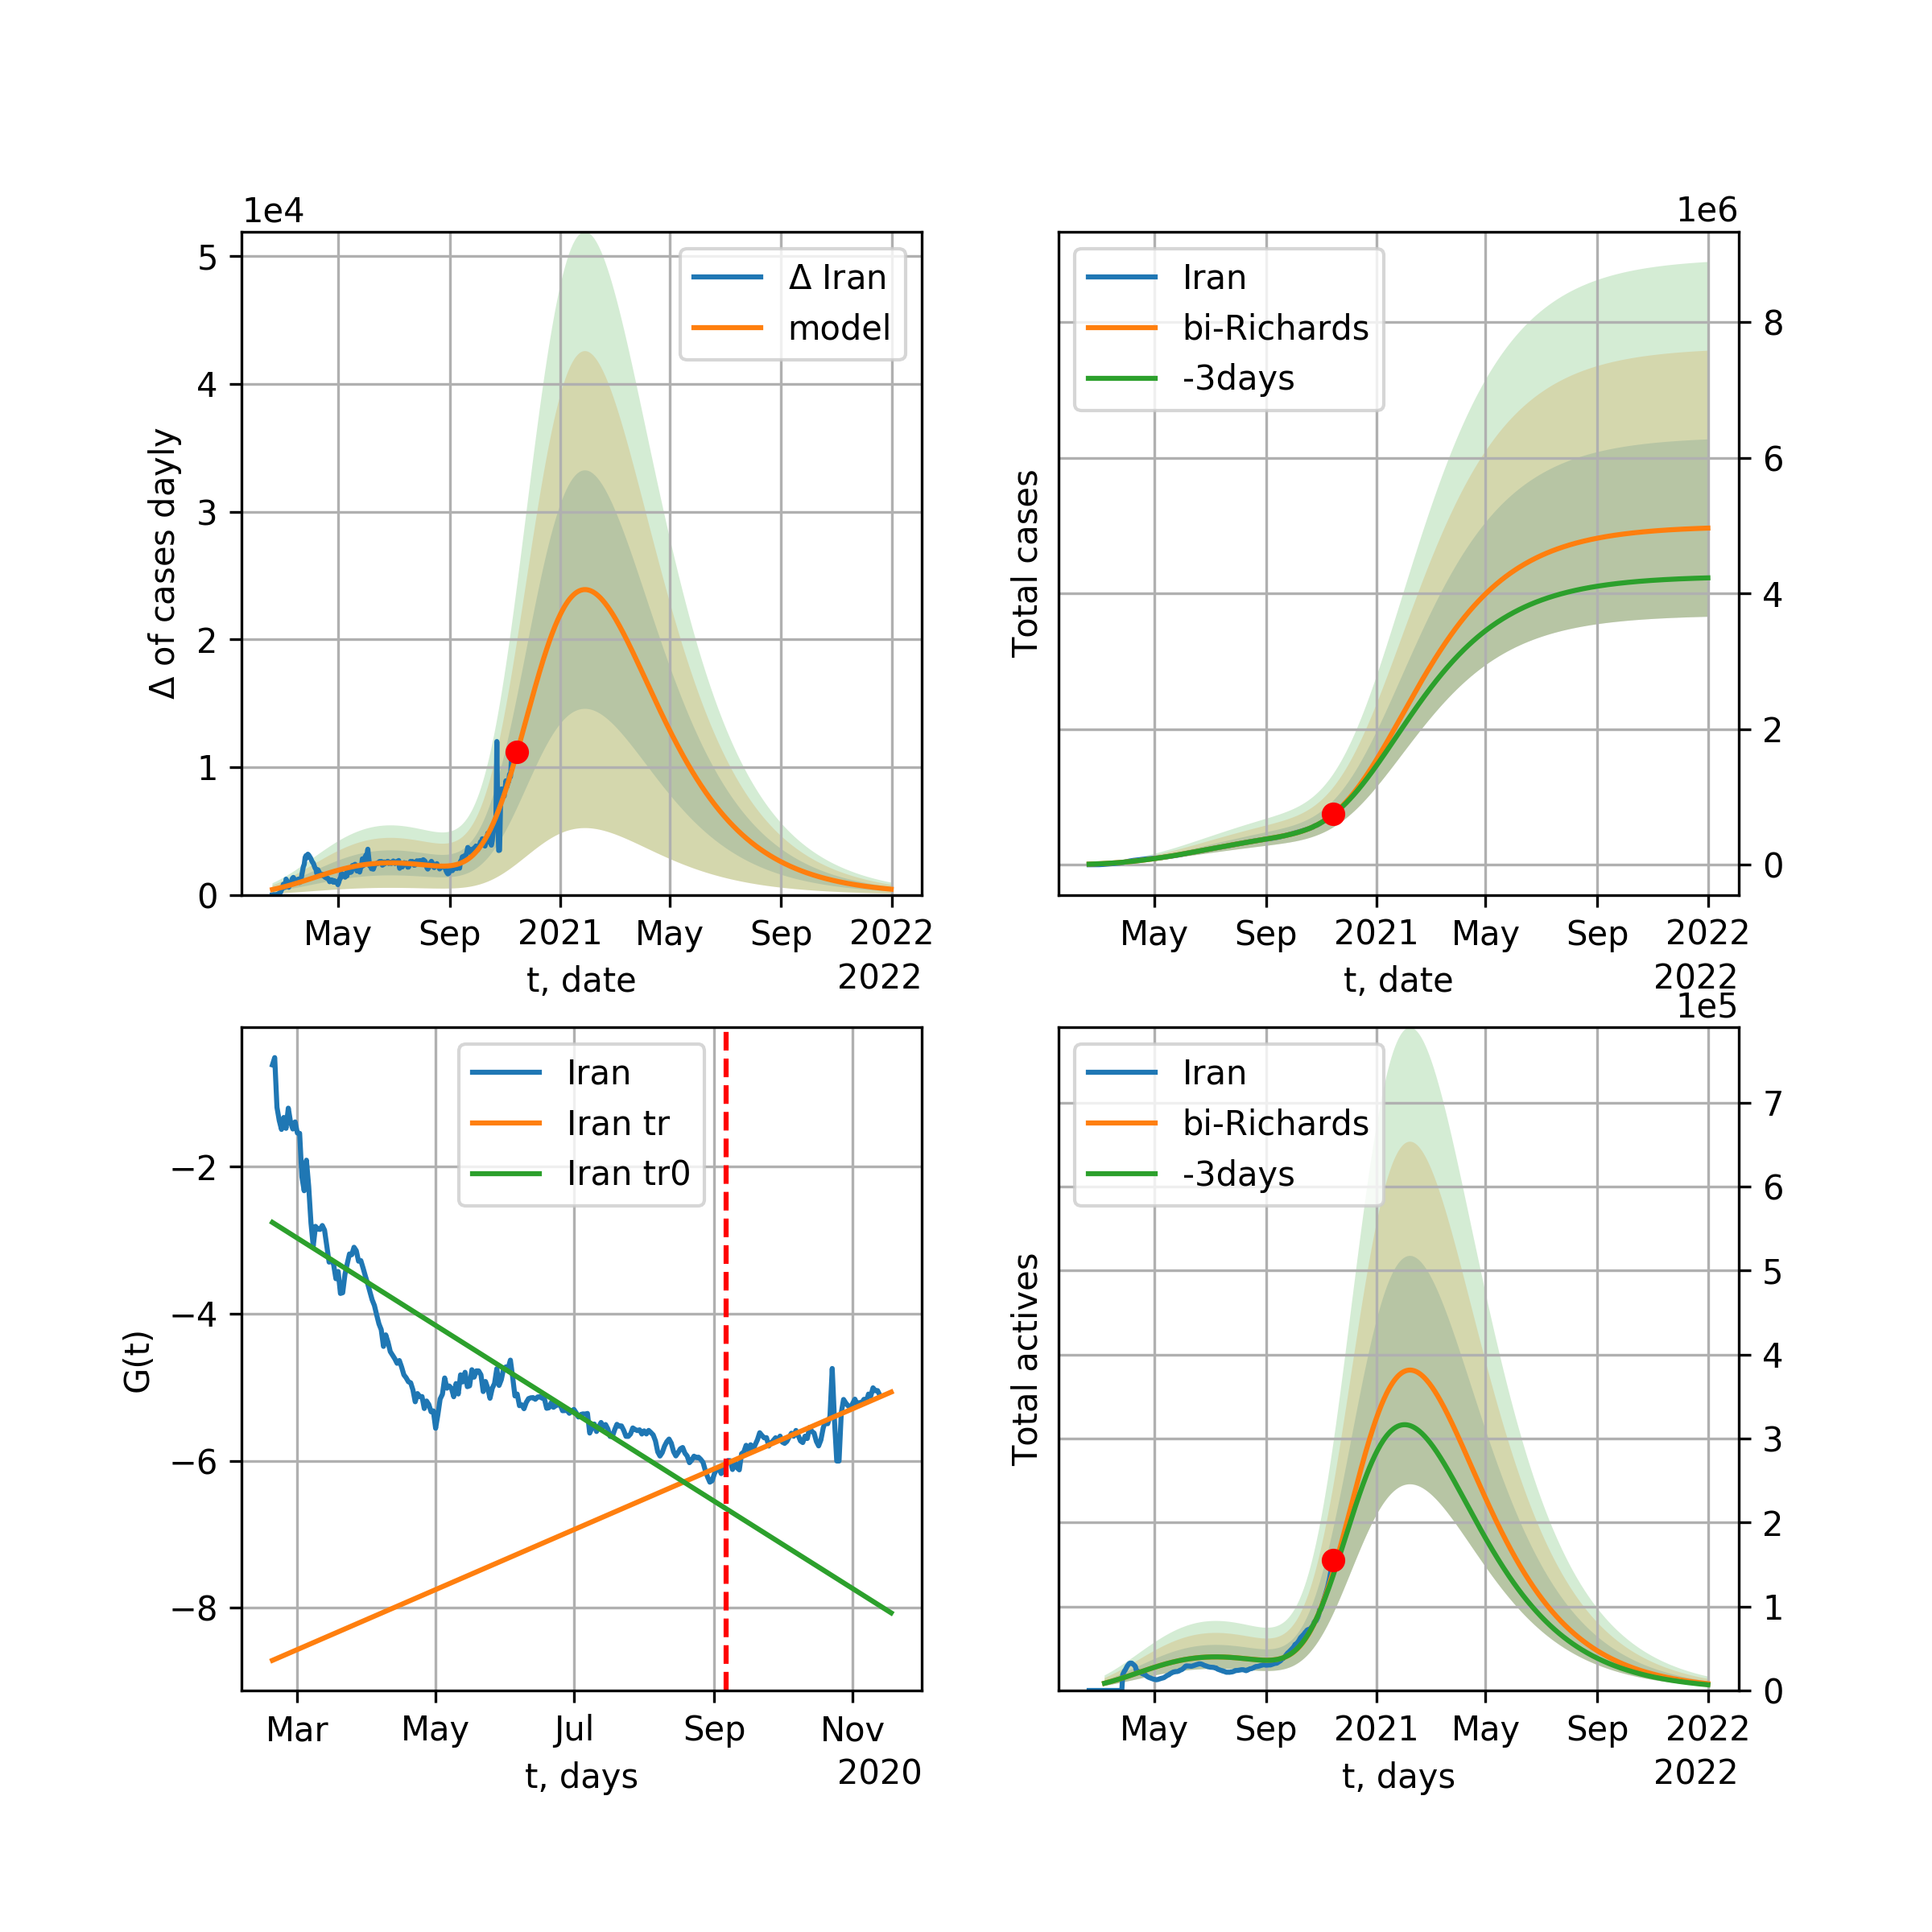 1e4
5
4
3
2
1
0
Δ of cases dayly
Δ Iran
model
May Sep 2021 May Sep 2022
t, date
2022
1e6
8
6
4
2
0
Total cases
Iran
bi-Richards
-3days
May Sep 2021 May Sep 2022
t, date
2022
−2
−4
−6
−8
G(t)
Iran
Iran tr
Iran tr0
Mar May Jul Sep Nov
t, days
2020
1e5
7
6
5
4
3
2
1
0
Total actives
Iran
bi-Richards
-3days
May Sep 2021 May Sep 2022
t, days
2022